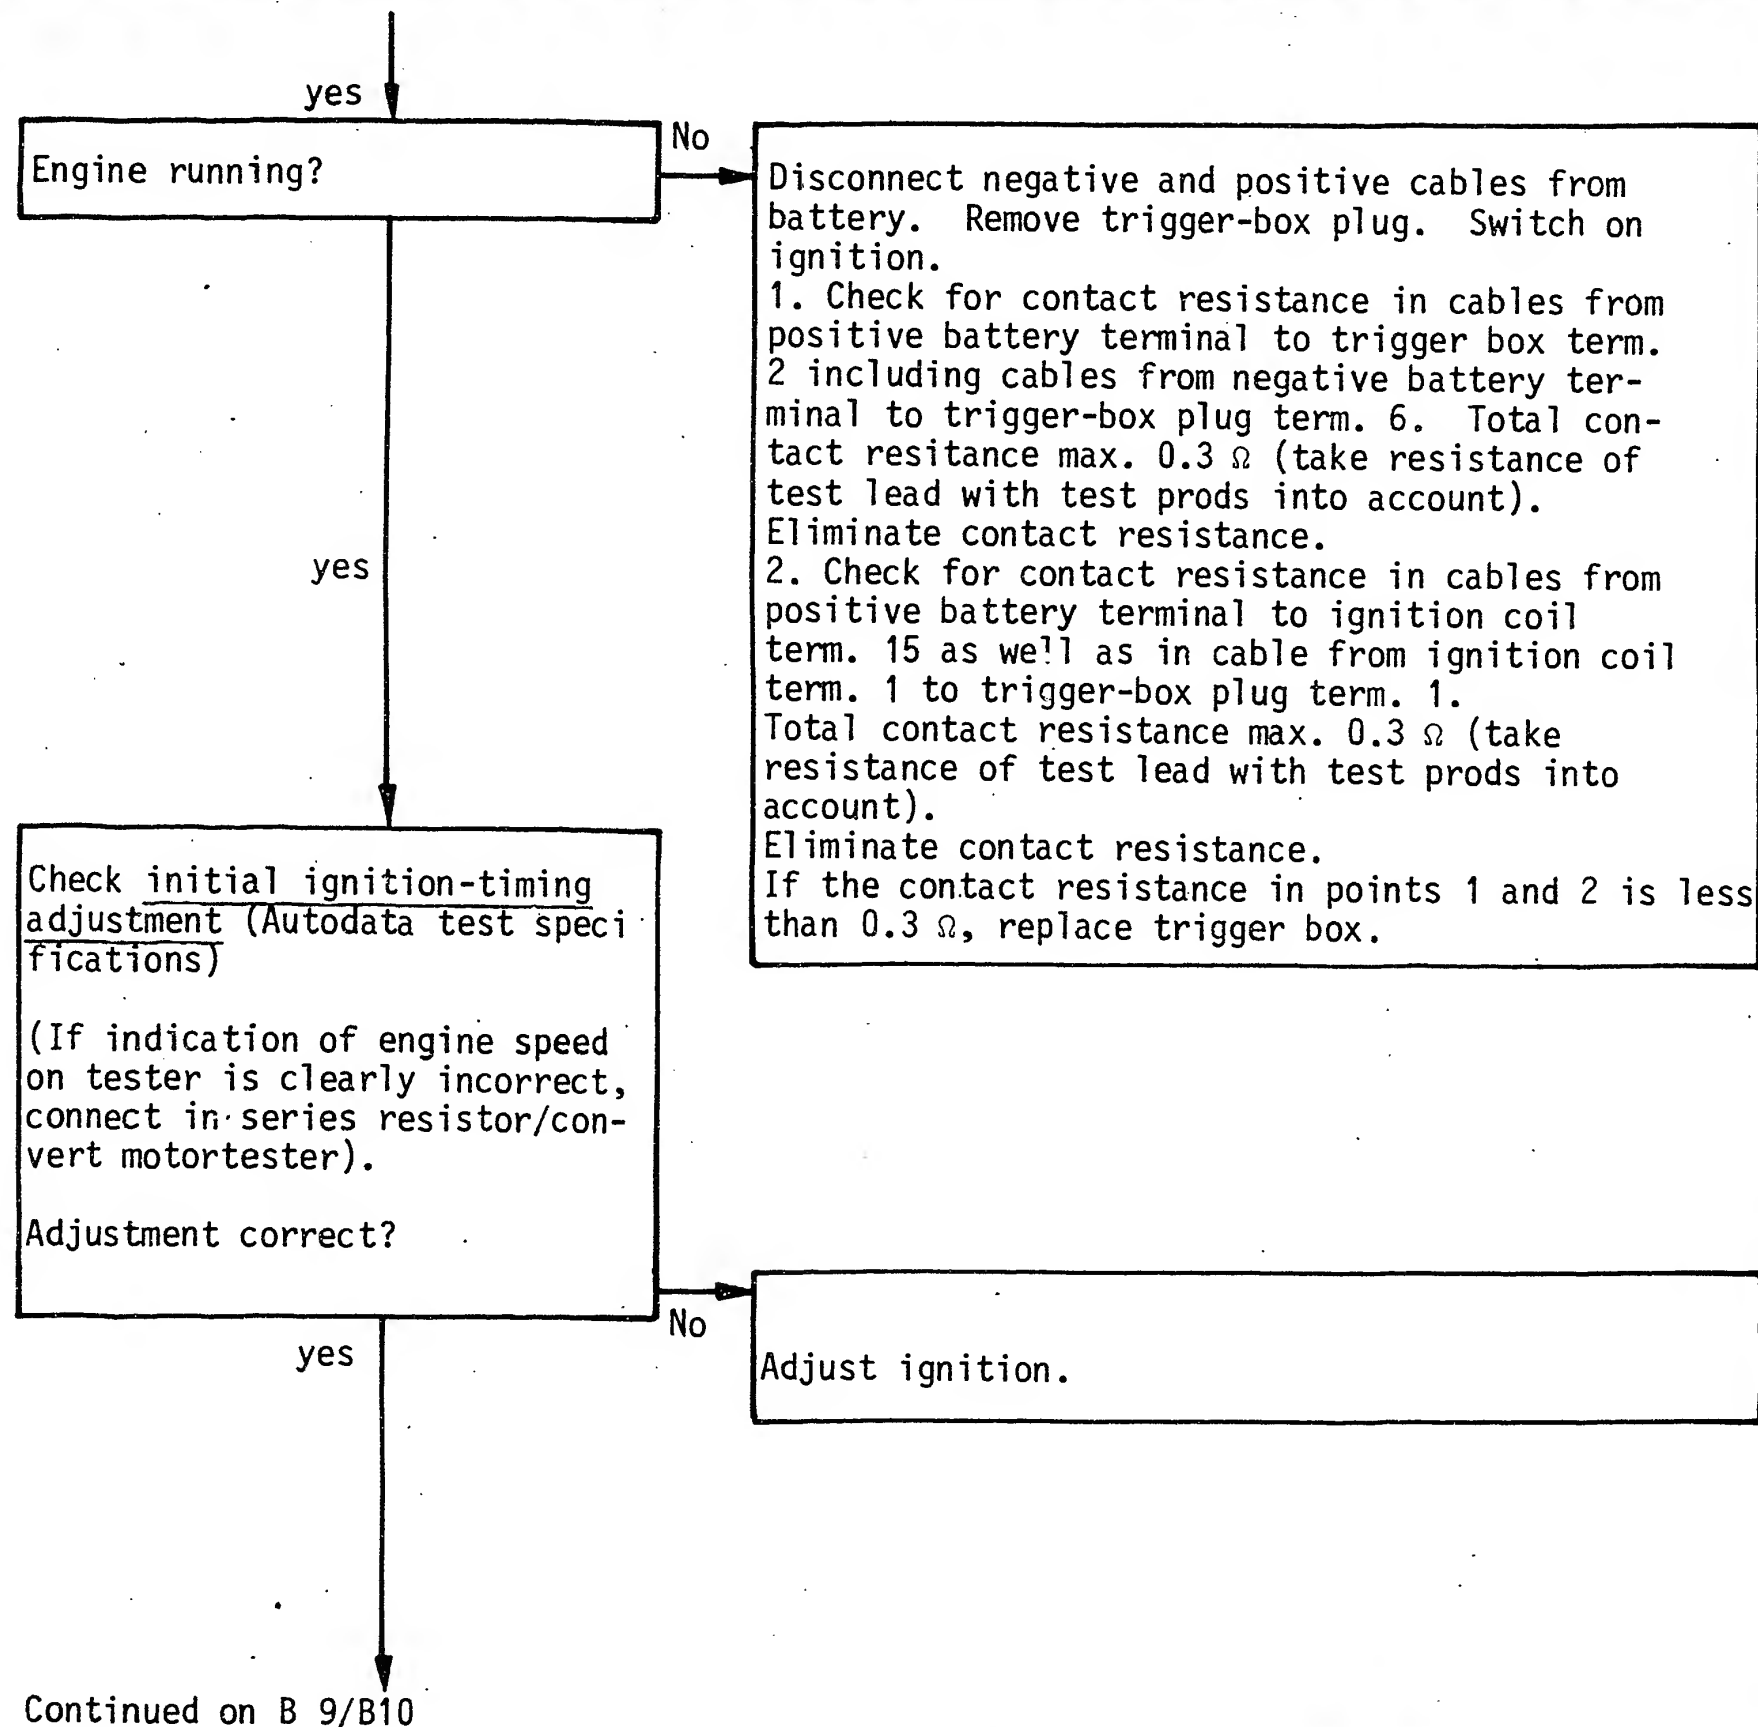 yes
Engine running?
No
Disconnect negative and positive cables from
battery. Remove trigger-box plug. Switch on
ignition.
1. Check for contact resistance in cables from
positive battery terminal to trigger box term.
2 including cables from negative battery ter-
minal to trigger-box plug term. 6. Total con-
tact resitance max. 0.3 Ω (take resistance of
test lead with test prods into account).
Eliminate contact resistance.
2. Check for contact resistance in cables from
positive battery terminal to ignition coil
term. 15 as well as in cable from ignition coil
term. 1 to trigger-box plug term. 1.
Total contact resistance max. 0.3 Ω (take
resistance of test lead with test prods into
account).
Eliminate contact resistance.
If the contact resistance in points 1 and 2 is less
than 0.3 Ω, replace trigger box.
yes
Check initial ignition-timing
adjustment (Autodata test speci
fications)
(If indication of engine speed
on tester is clearly incorrect,
connect in series resistor/con-
vert motortester).
Adjustment correct?
No
Adjust ignition.
yes
Continued on B 9/B10